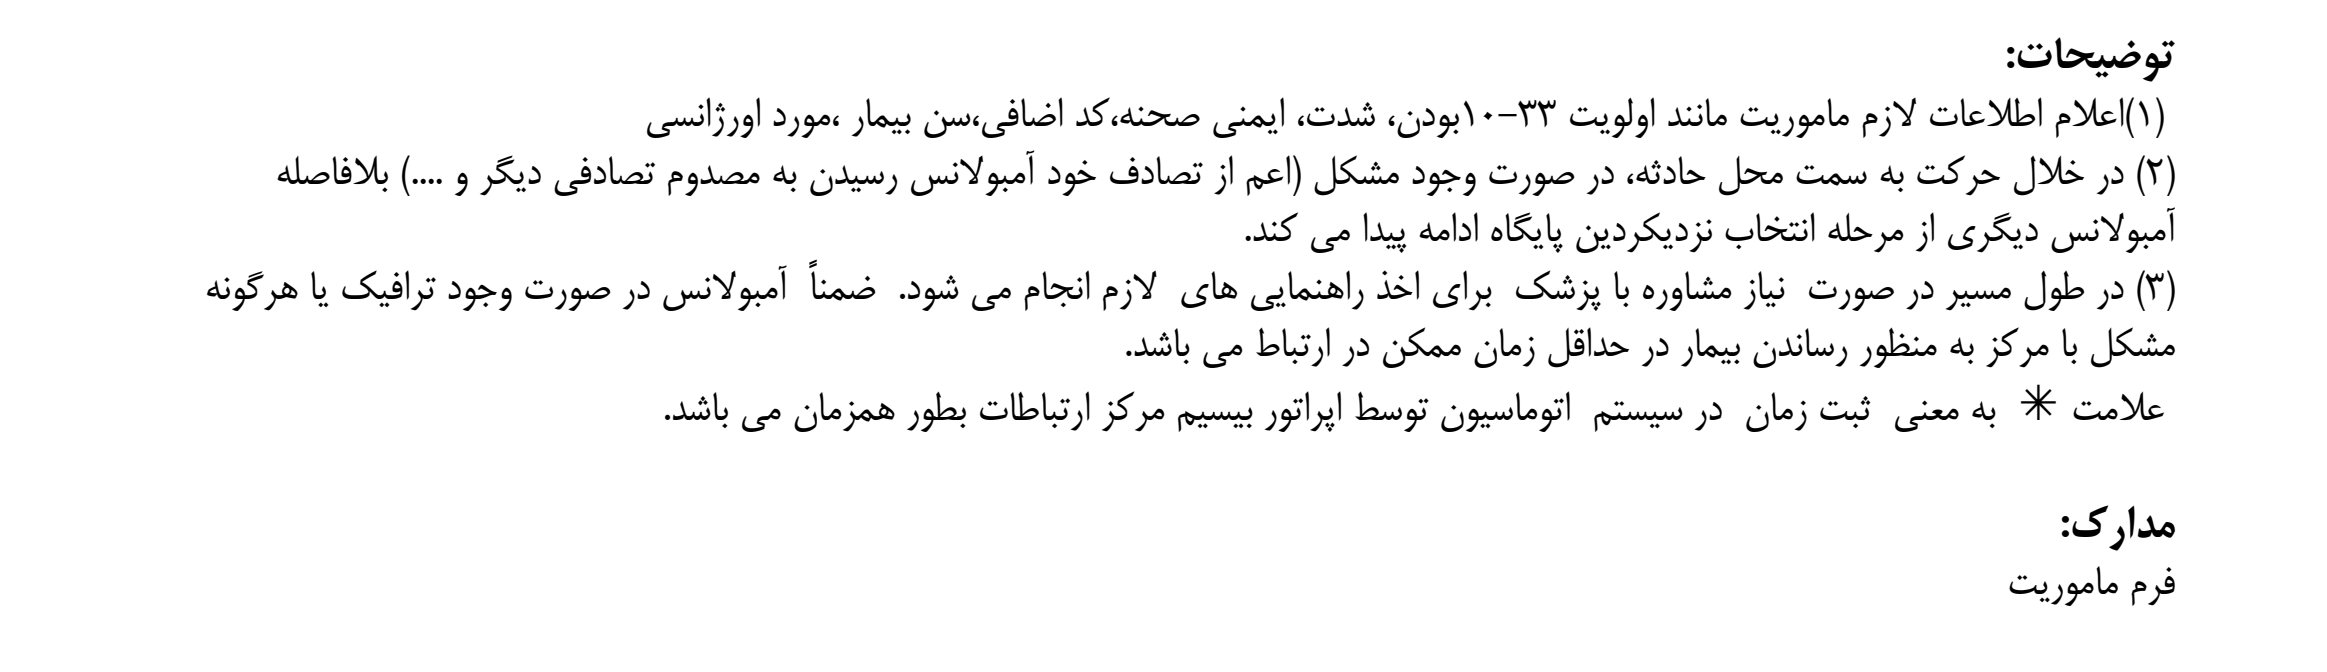 توضیحات:
(۱)اعلام اطلاعات لازم ماموریت مانند اولویت ۳۳-۱۰بودن، شدت، ایمنی صحنه،کد اضافی،سن بیمار ،مورد اورژانسی
(۲) در خلال حرکت به سمت محل حادثه، در صورت وجود مشکل (اعم از تصادف خود آمبولانس رسیدن به مصدوم تصادفی دیگر و ....) بلافاصله
آمبولانس دیگری از مرحله انتخاب نزدیکردین پایگاه ادامه پیدا می کند.
(۳) در طول مسیر در صورت نیاز مشاوره با پزشک برای اخذ راهنمایی های لازم انجام می شود. ضمناً آمبولانس در صورت وجود ترافیک یا هرگونه
مشکل با مرکز به منظور رساندن بیمار در حداقل زمان ممکن در ارتباط می باشد.
علامت ✳ به معنی ثبت زمان در سیستم اتوماسیون توسط اپراتور بیسیم مرکز ارتباطات بطور همزمان می باشد.
مدارک:
فرم ماموریت